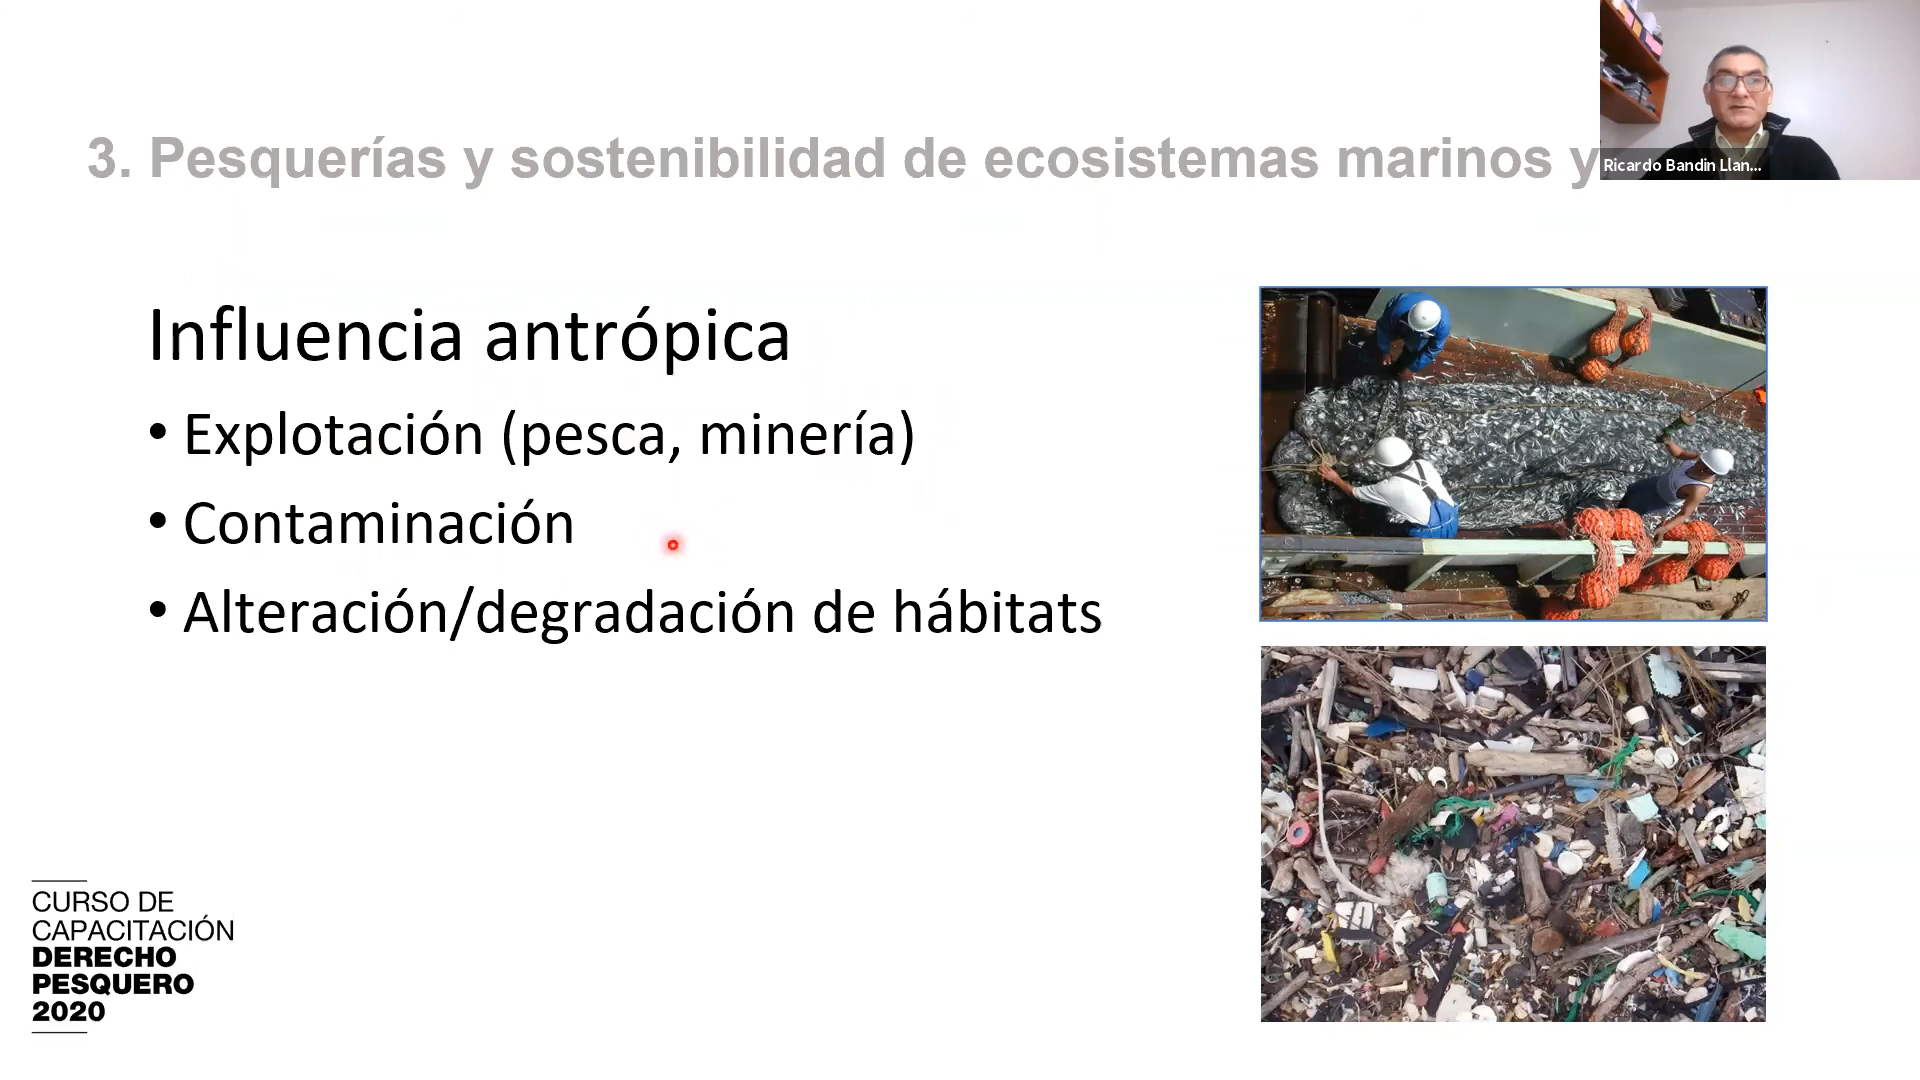 3. Pesquerías y sostenibilidad de ecosistemas marinos y
Ricardo Bandin Llan...
Influencia antrópica
• Explotación (pesca, minería)
• Contaminación
• Alteración/degradación de hábitats
CURSO DE
CAPACITACIÓN
DERECHO
PESQUERO
2020